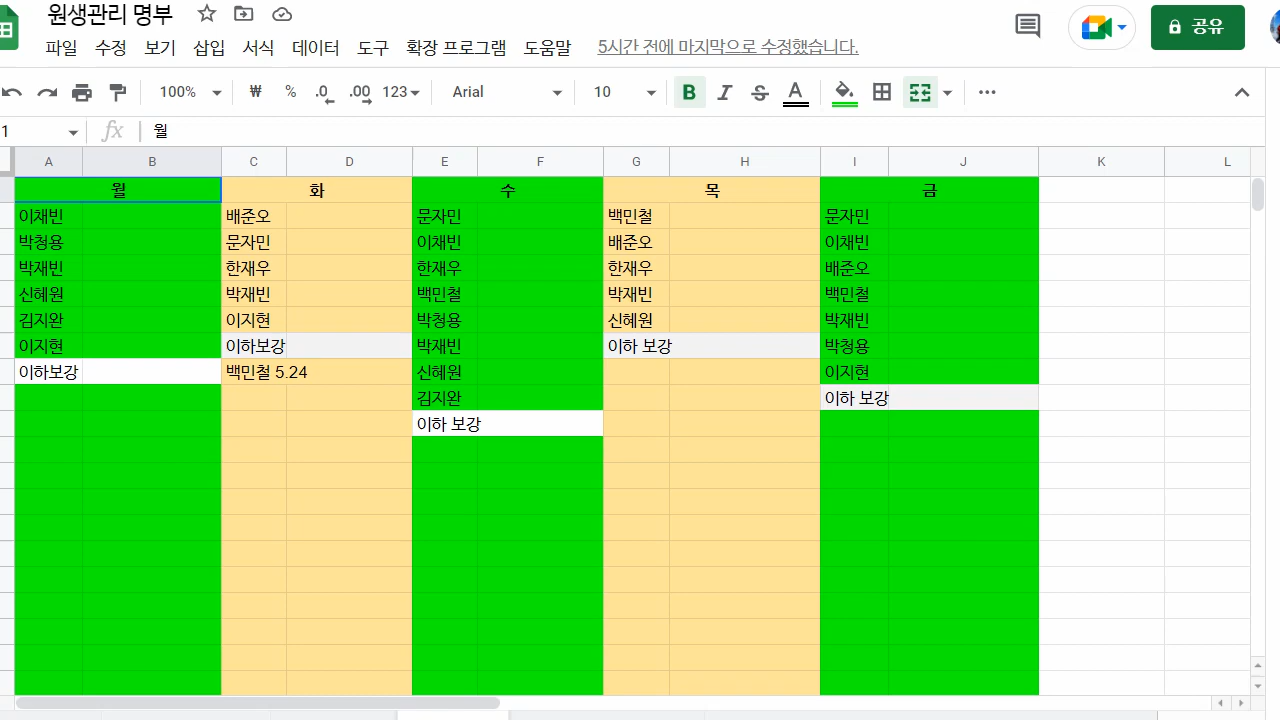 원생관리 명부
파일 수정 보기 삽입 서식 데이터 도구 확장 프로그램 도움말 5시간 전에 마지막으로 수정했습니다. 공유
100% ₩ % .0 .00 123 Arial 10 B I S A
1 fx 월
A B C D E F G H I J K L
월 화 수 목 금
이채빈 배준오 문자민 백민철 문자민
박청용 문자민 이채빈 배준오 이채빈
박재빈 한재우 한재우 한재우 배준오
신혜원 박재빈 백민철 박재빈 백민철
김지완 이지현 박청용 신혜원 박재빈
이지현 이하보강 박재빈 이하 보강 박청용
이하보강 백민철 5.24 신혜원 이지현
김지완 이하 보강
이하 보강